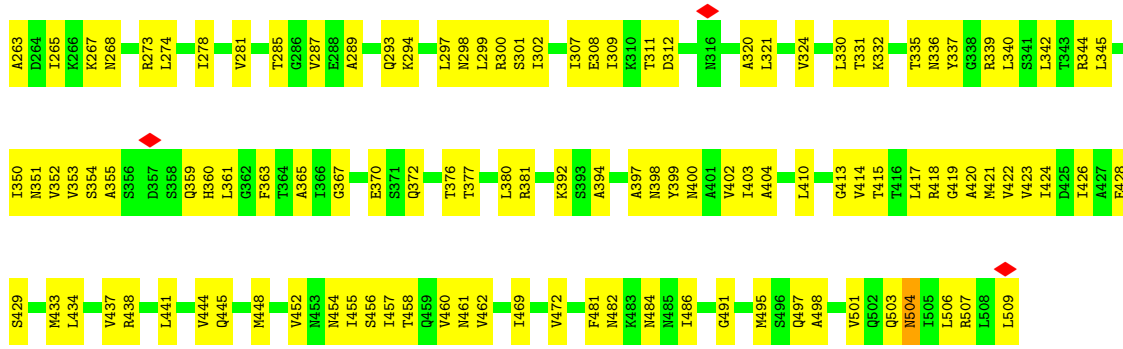 A263 D264 I265 K266 K267 N268 R273 L274 I278 V281 T285 G286 V287 E288 A289 Q293 K294 L297 N298 L299 R300 S301 I302 I307 E308 I309 K310 T311 D312 N316 A320 L321 V324 L330 T331 K332 T335 N336 Y337 G338 R339 L340 S341 L342 T343 R344 L345
I350 N351 V352 V353 S354 A355 S356 D357 S358 Q359 H360 L361 G362 F363 T364 A365 I366 G367 E370 S371 Q372 T376 T377 L380 R381 K392 S393 A394 A397 N398 Y399 N400 A401 V402 I403 A404 L410 G413 V414 T415 T416 L417 R418 G419 A420 M421 V422 V423 I424 D425 I426 A427 F428
S429 M433 L434 V437 R438 L441 V444 Q445 M448 V452 N453 N454 I455 S456 I457 T458 Q459 V460 N461 V462 I469 V472 F481 N482 K483 N484 N485 I486 G491 M495 S496 Q497 A498 V501 Q502 Q503 N504 I505 L506 R507 L508 L509